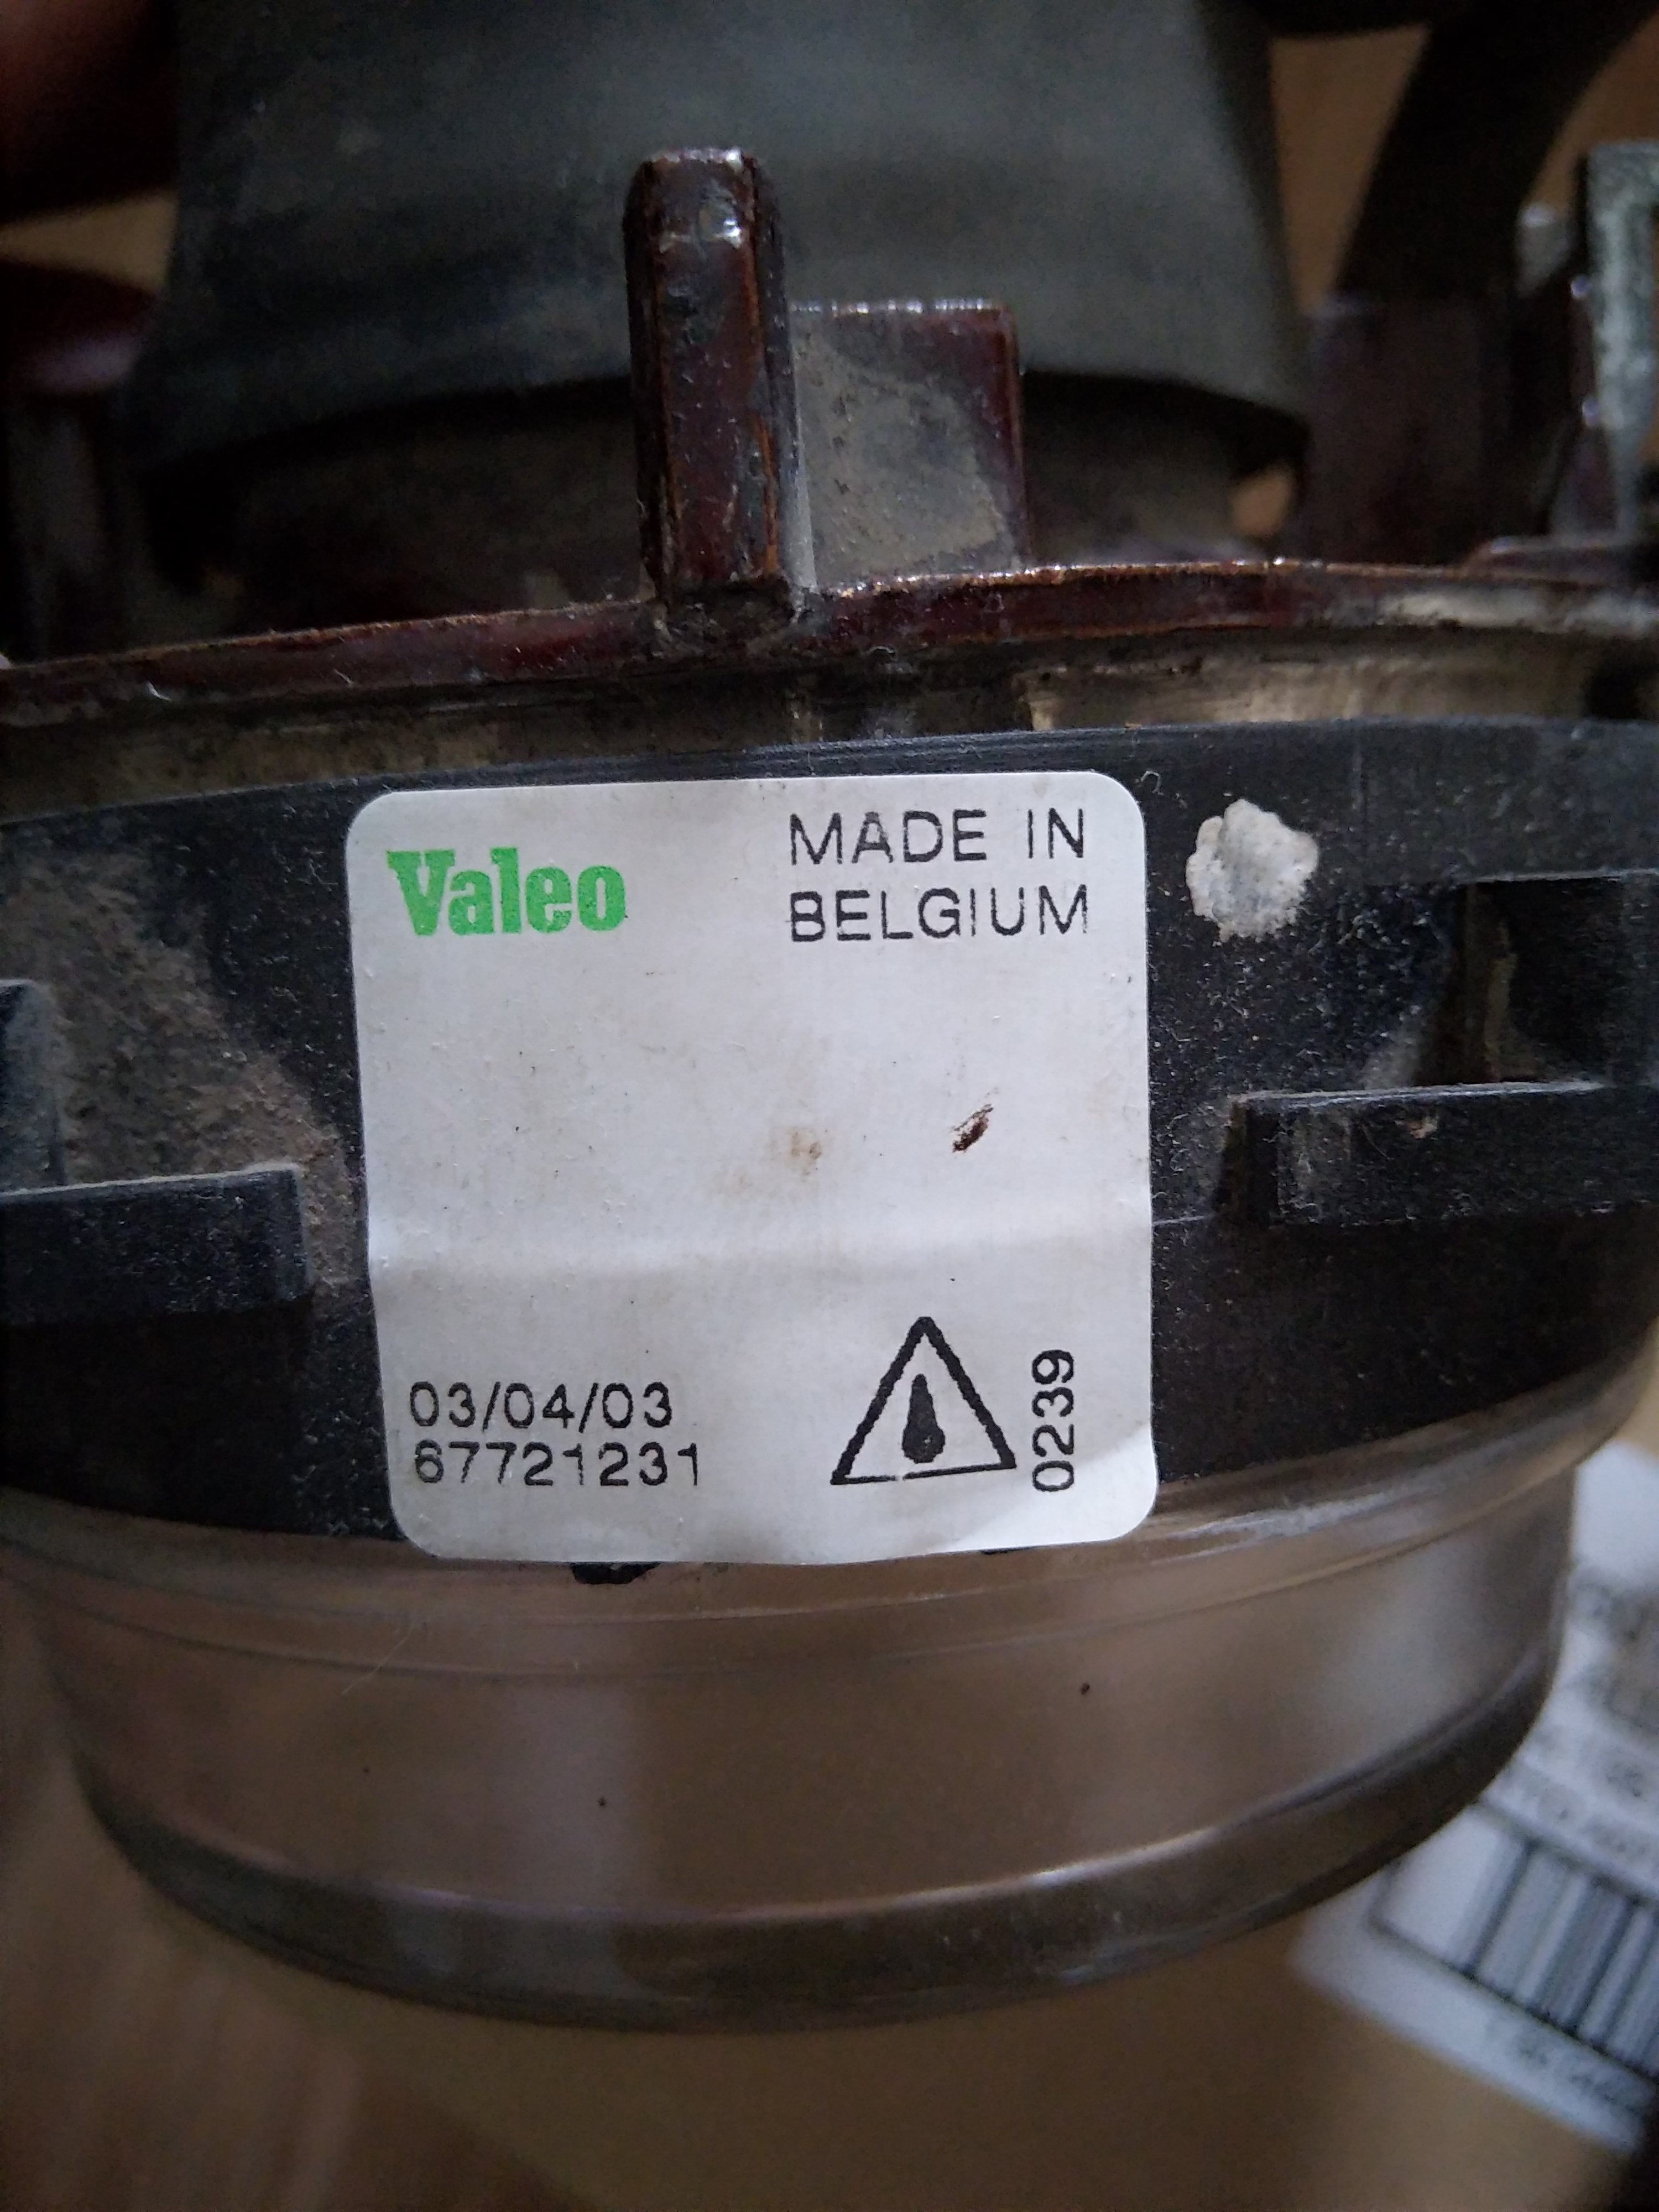 Valeo
MADE IN
BELGIUM
03/04/03
67721231
0239